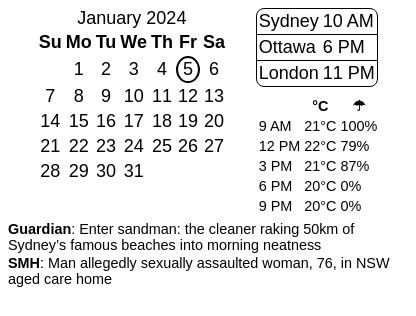 January 2024
Su Mo Tu We Th Fr Sa
1 2 3 4 5 6
7 8 9 10 11 12 13
14 15 16 17 18 19 20
21 22 23 24 25 26 27
28 29 30 31
Sydney 10 AM
Ottawa 6 PM
London 11 PM
°C ☂
9 AM 21°C 100%
12 PM 22°C 79%
3 PM 21°C 87%
6 PM 20°C 0%
9 PM 20°C 0%
Guardian: Enter sandman: the cleaner raking 50km of
Sydney’s famous beaches into morning neatness
SMH: Man allegedly sexually assaulted woman, 76, in NSW
aged care home